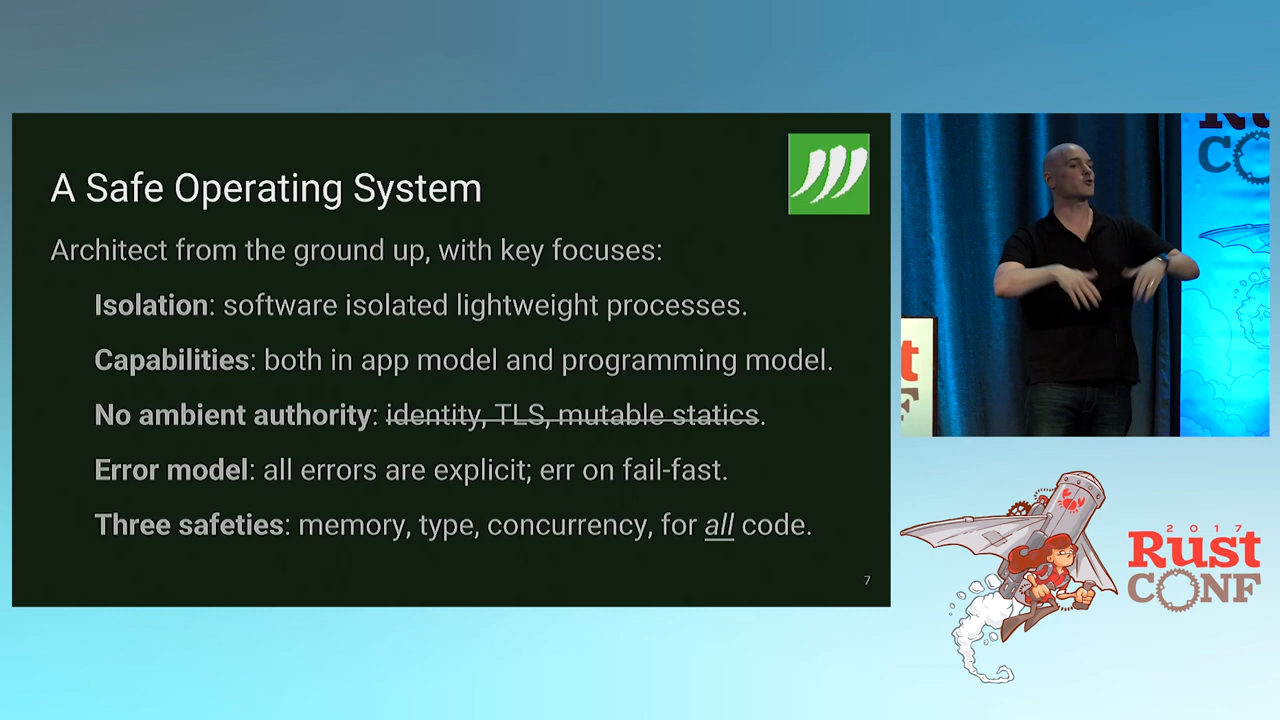 A Safe Operating System
Architect from the ground up, with key focuses:
Isolation: software isolated lightweight processes.
Capabilities: both in app model and programming model.
No ambient authority: identity, TLS, mutable statics.
Error model: all errors are explicit; err on fail-fast.
Three safeties: memory, type, concurrency, for all code.
7
2017
Rust
CONF